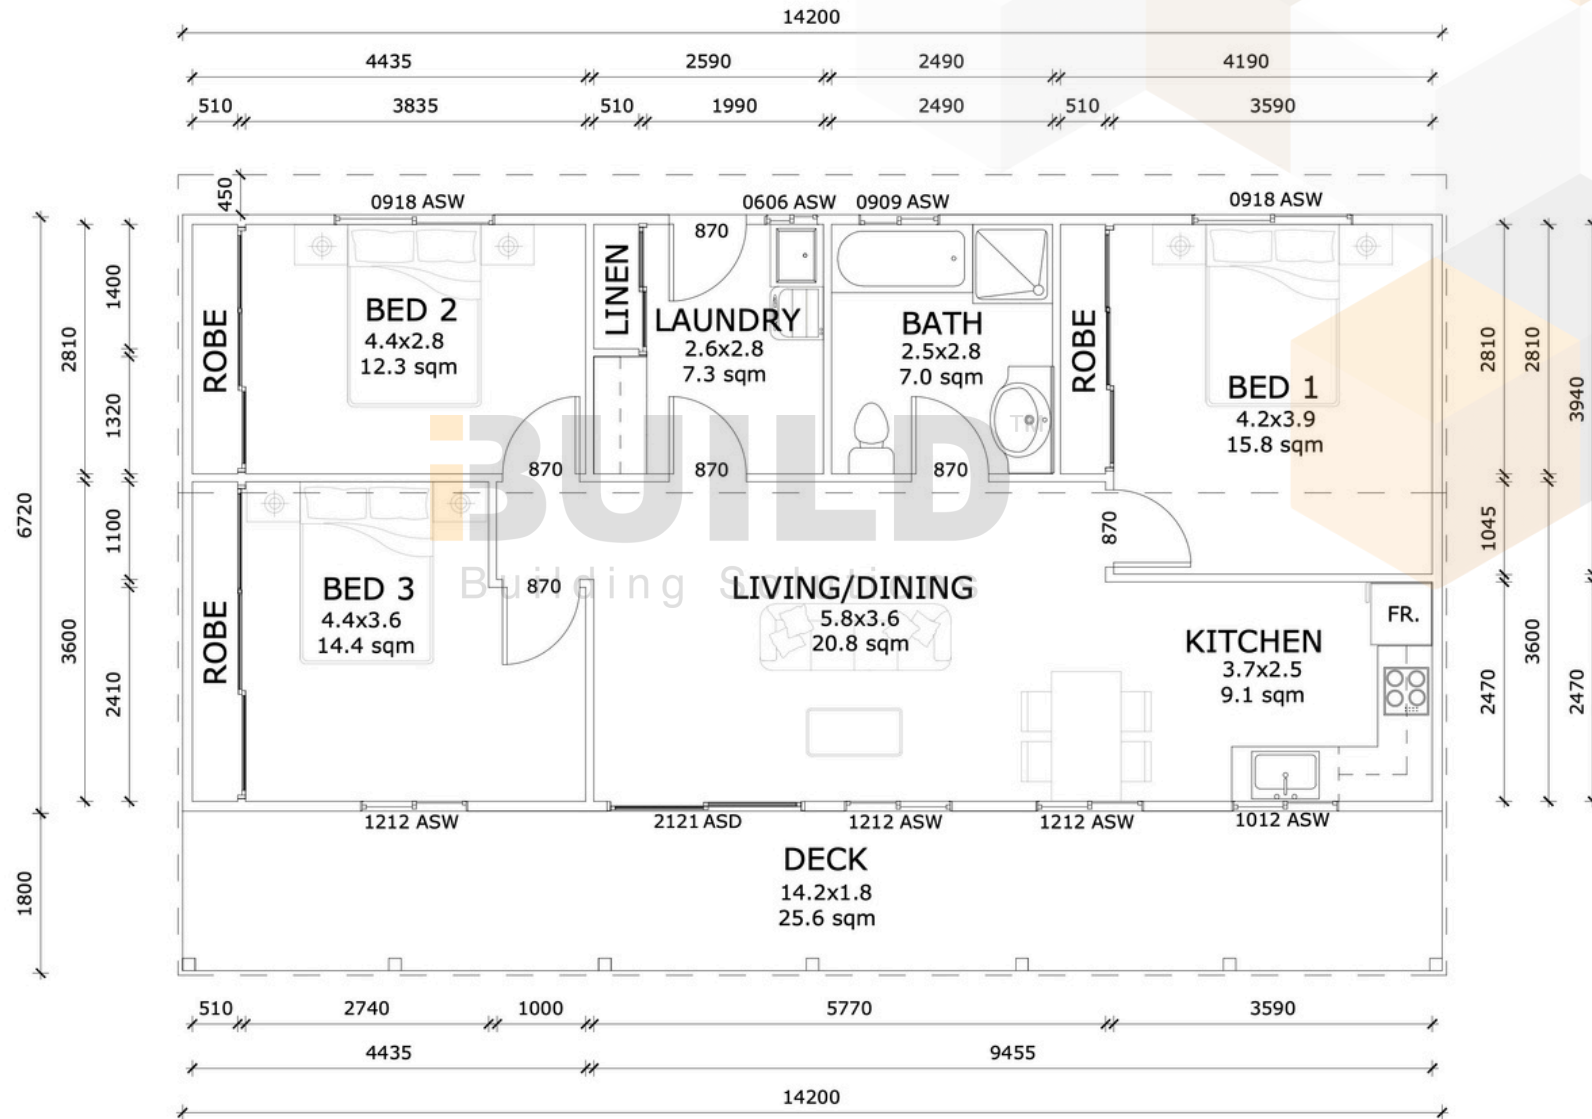 14200
4435 2590 2490 4190
510 3835 510 1990 2490 510 3590
450
0918 ASW 0606 ASW 0909 ASW 0918 ASW
870
1400
2810
1320
6720
1100
3600
2410
1800
ROBE
BED 2
4.4x2.8
12.3 sqm
LINEN
LAUNDRY
2.6x2.8
7.3 sqm
BATH
2.5x2.8
7.0 sqm
ROBE
BED 1
4.2x3.9
15.8 sqm
2810
2810
3940
1045
3600
2470
2470
870 870 870
870
iBUILD™
Building Solutions
ROBE
BED 3
4.4x3.6
14.4 sqm
870
LIVING/DINING
5.8x3.6
20.8 sqm
KITCHEN
3.7x2.5
9.1 sqm
FR.
1212 ASW 2121 ASD 1212 ASW 1212 ASW 1012 ASW
DECK
14.2x1.8
25.6 sqm
510 2740 1000 5770 3590
4435 9455
14200